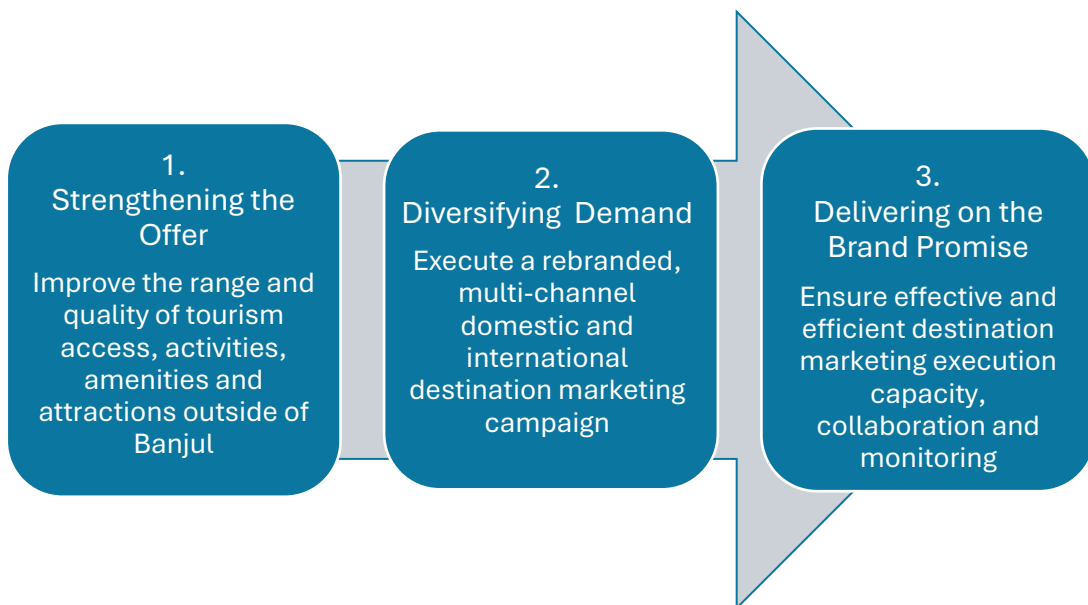 1.
Strengthening the
Offer
Improve the range and
quality of tourism
access, activities,
amenities and
attractions outside of
Banjul
2.
Diversifying Demand
Execute a rebranded,
multi-channel
domestic and
international
destination marketing
campaign
3.
Delivering on the
Brand Promise
Ensure effective and
efficient destination
marketing execution
capacity,
collaboration and
monitoring